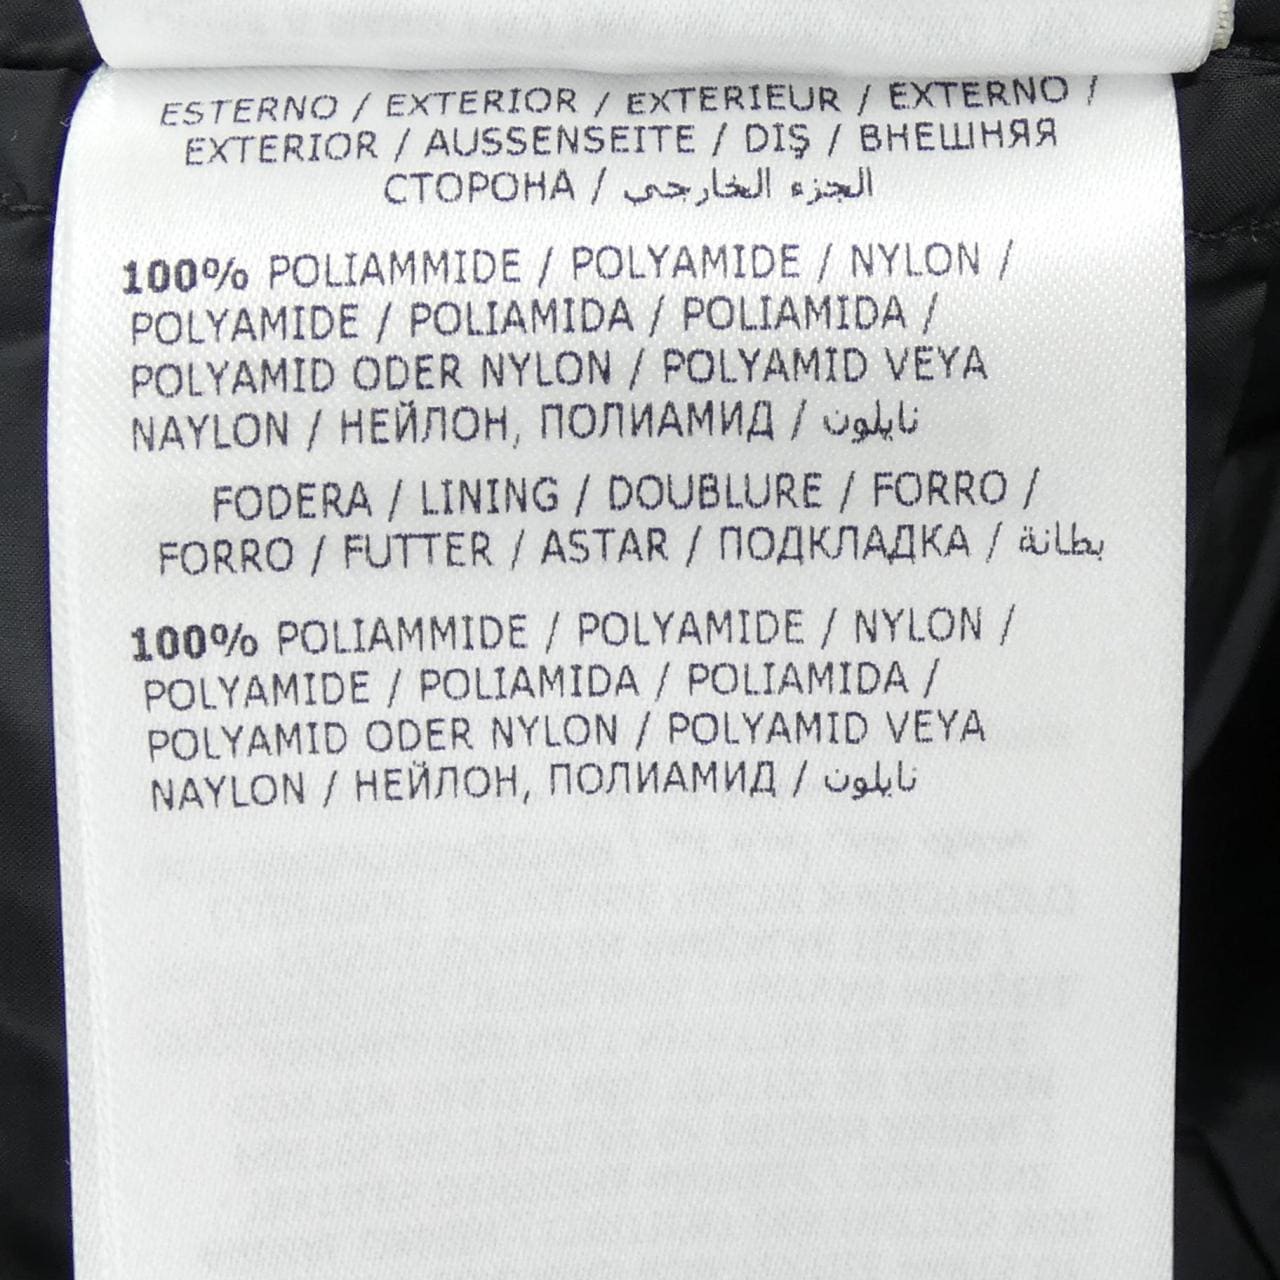 ESTERNO / EXTERIOR / EXTERIEUR / EXTERNO /
EXTERIOR / AUSSENSEITE / DIŞ / ВНЕШНЯЯ
СТОРОНА / الجزء الخارجي
100% POLIAMMIDE / POLYAMIDE / NYLON /
POLYAMIDE / POLIAMIDA / POLIAMIDA /
POLYAMID ODER NYLON / POLYAMID VEYA
NAYLON / НЕЙЛОН, ПОЛИАМИД / نايلون
FODERA / LINING / DOUBLURE / FORRO /
FORRO / FUTTER / ASTAR / ПОДКЛАДКА / بطانة
100% POLIAMMIDE / POLYAMIDE / NYLON /
POLYAMIDE / POLIAMIDA / POLIAMIDA /
POLYAMID ODER NYLON / POLYAMID VEYA
NAYLON / НЕЙЛОН, ПОЛИАМИД / نايلون